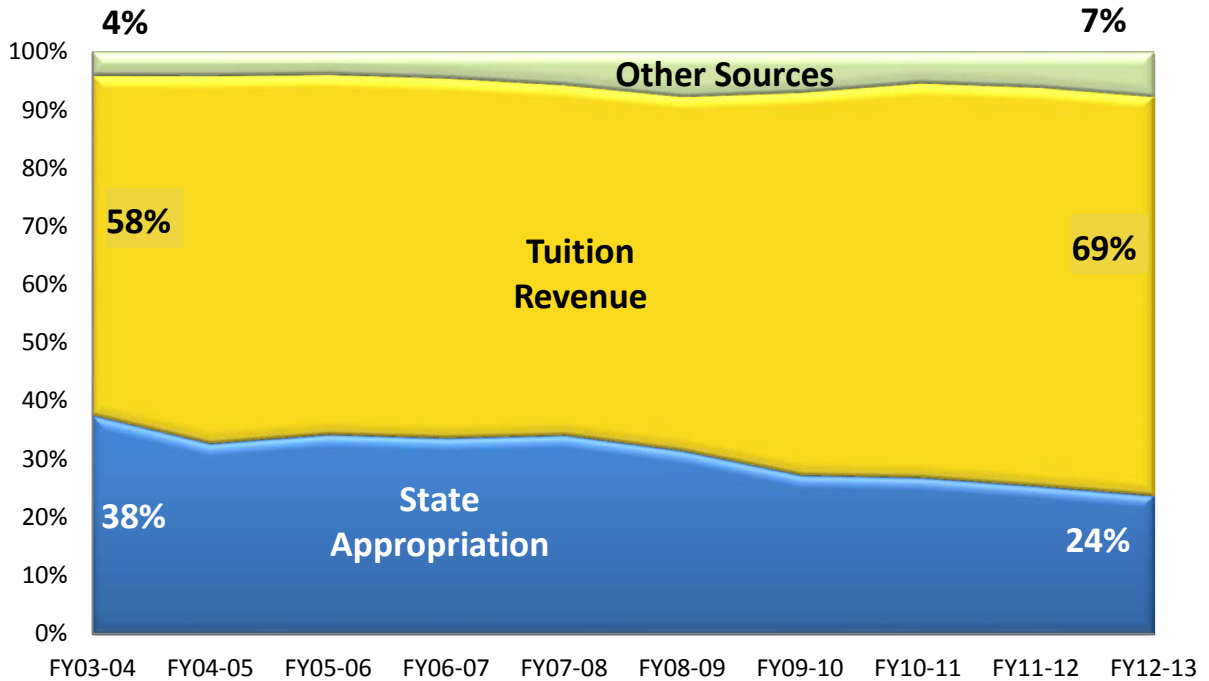 4%
7%
100%
90%
80%
70%
60%
50%
40%
30%
20%
10%
0%
Other Sources
58%
69%
Tuition
Revenue
38%
State
Appropriation
24%
FY03-04 FY04-05 FY05-06 FY06-07 FY07-08 FY08-09 FY09-10 FY10-11 FY11-12 FY12-13